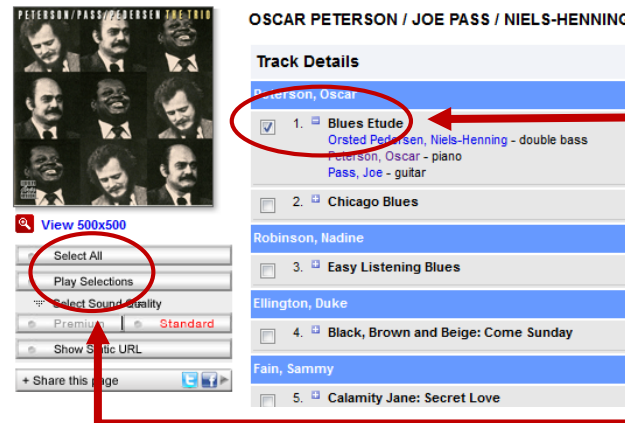 PETERSON/PASS/PEDERSEN THE TRIO
View 500x500
Select All
Play Selections
Select Sound Quality
Premium Standard
Show Static URL
+ Share this page
OSCAR PETERSON / JOE PASS / NIELS-HENNING
Track Details
Peterson, Oscar
1. Blues Etude
Orsted Pedersen, Niels-Henning - double bass
Peterson, Oscar - piano
Pass, Joe - guitar
2. Chicago Blues
Robinson, Nadine
3. Easy Listening Blues
Ellington, Duke
4. Black, Brown and Beige: Come Sunday
Fain, Sammy
5. Calamity Jane: Secret Love